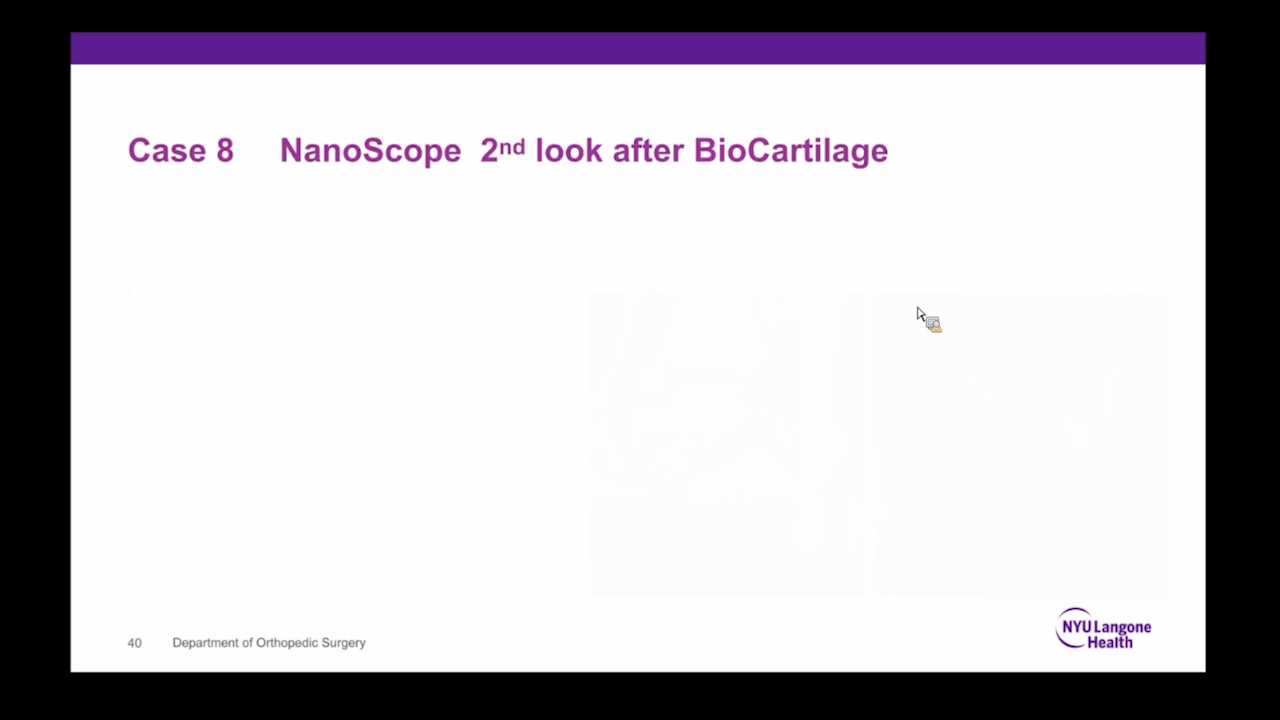 Case 8 NanoScope 2nd look after BioCartilage
40 Department of Orthopedic Surgery
NYU Langone
Health